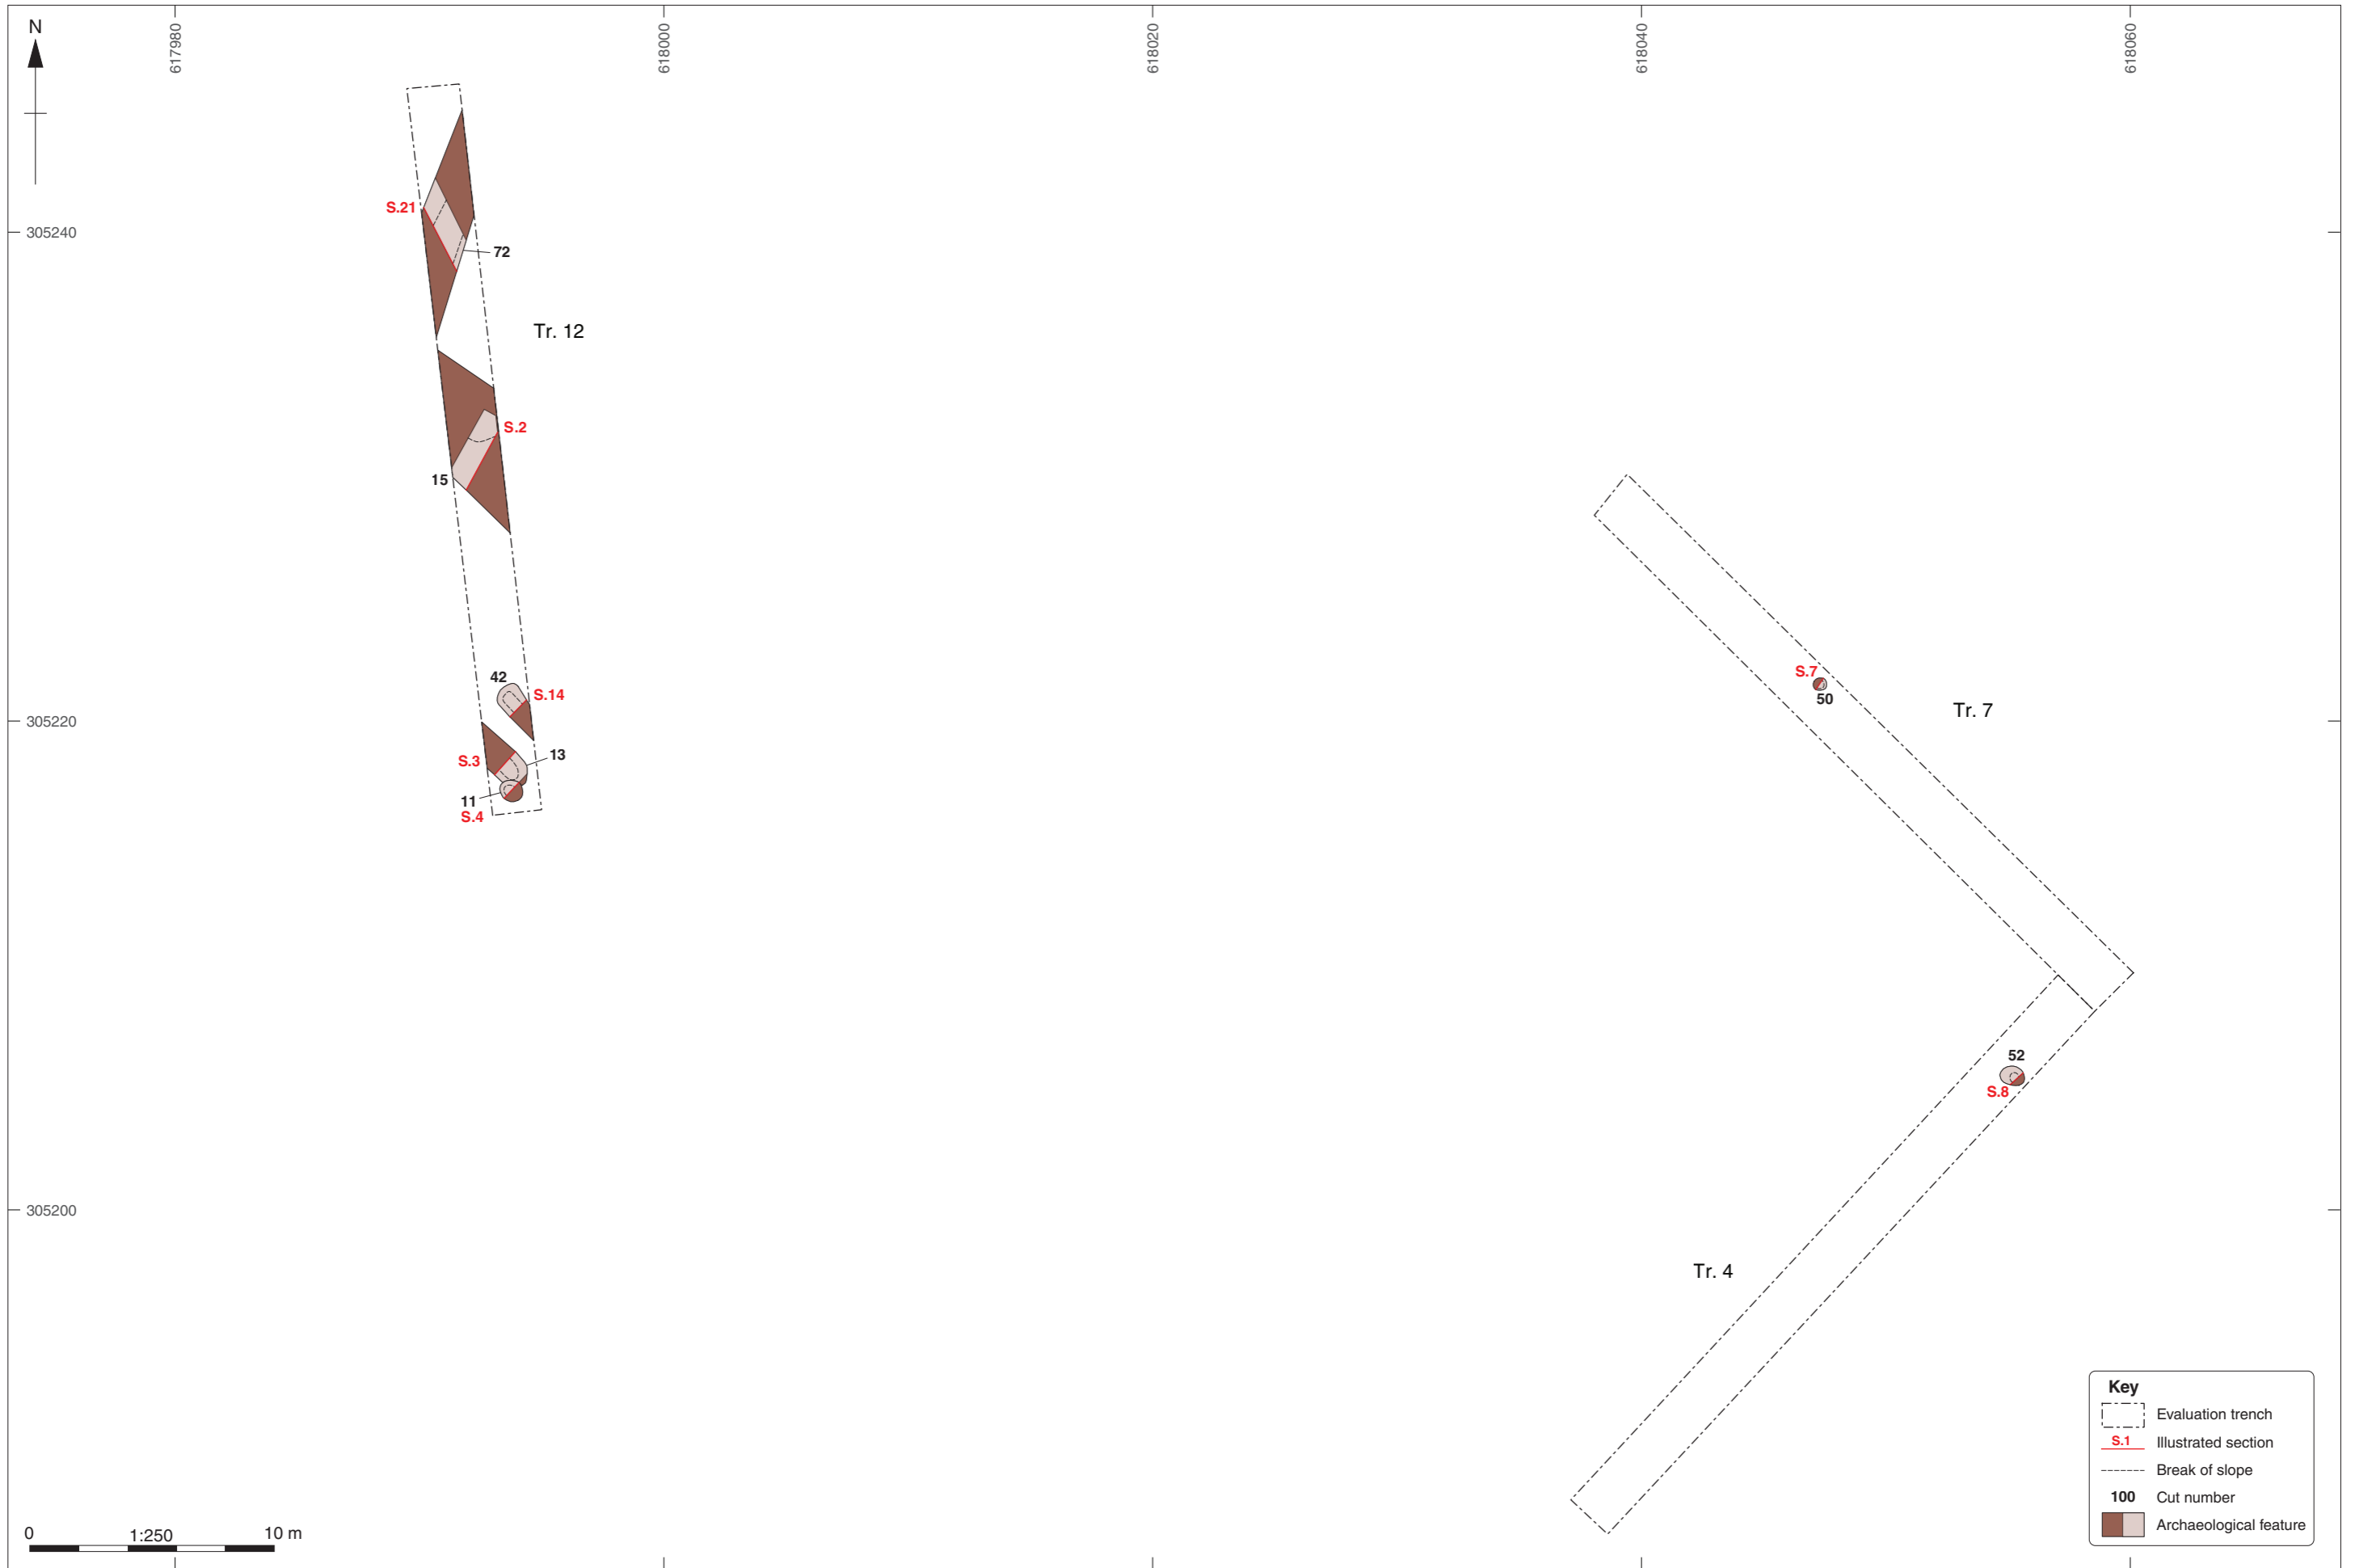 617980
618000
618020
618040
618060
N
S.21
305240
72
Tr. 12
S.2
15
42
S.14
S.7
50
Tr. 7
305220
13
S.3
11
S.4
52
S.8
305200
Tr. 4
Key
Evaluation trench
S.1 Illustrated section
Break of slope
100 Cut number
Archaeological feature
0 1:250 10 m